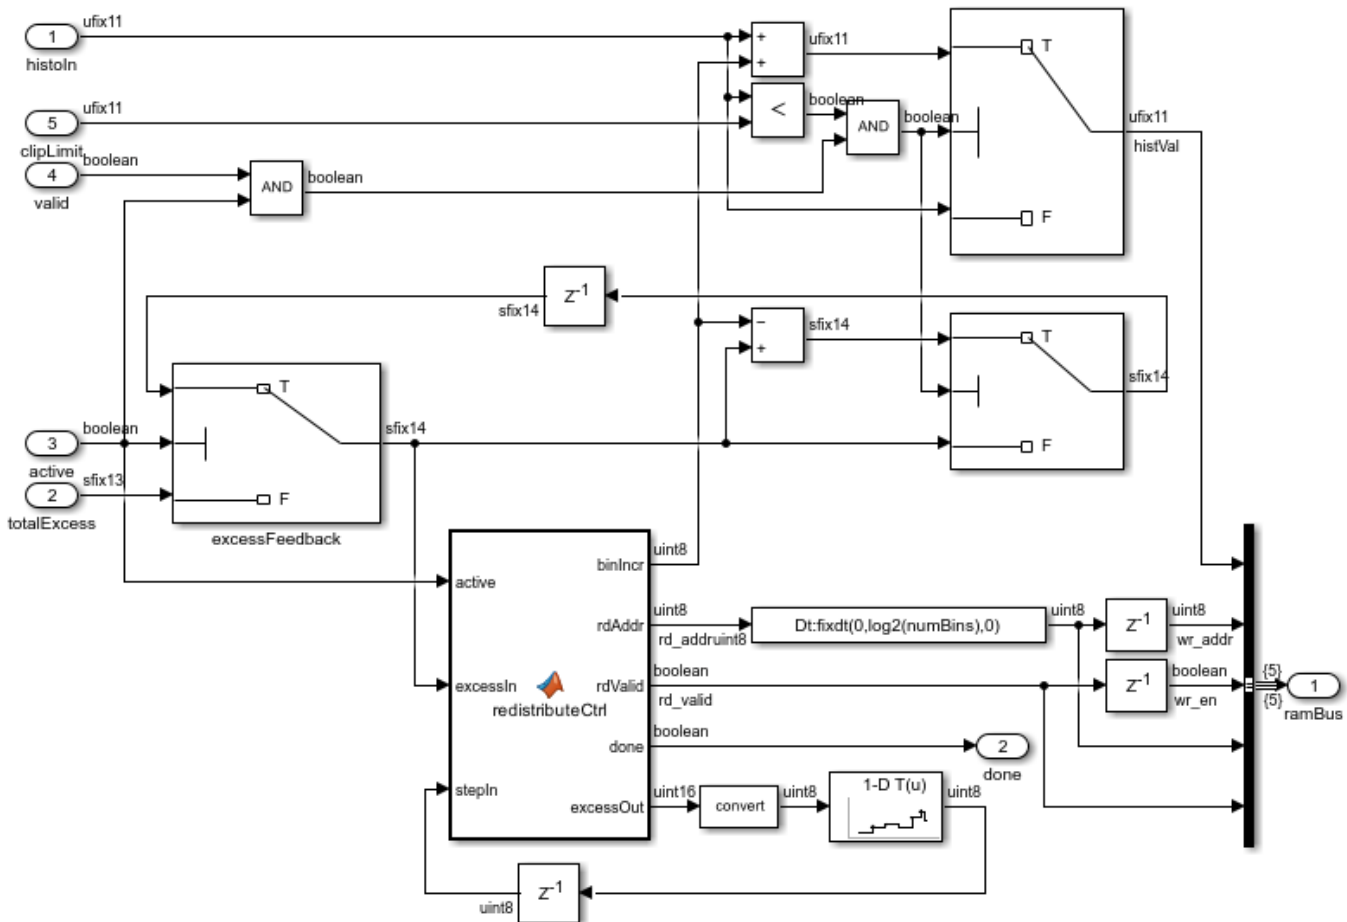 1
ufix11
histoIn
5
ufix11
clipLimit
4
boolean
valid
AND
boolean
+
+
ufix11
<
boolean
AND
boolean
T
F
ufix11
histVal
Z-1
sfix14
−
+
sfix14
T
F
sfix14
3
boolean
active
2
sfix13
totalExcess
T
F
sfix14
excessFeedback
active
excessIn
stepIn
redistributeCtrl
binIncr
rdAddr
rdValid
done
excessOut
uint8
uint8
rd_addruint8
Dt:fixdt(0,log2(numBins),0)
uint8
Z-1
uint8
wr_addr
boolean
rd_valid
Z-1
boolean
wr_en
{5}
{5}
1
ramBus
boolean
2
done
uint16
convert
uint8
1-D T(u)
uint8
Z-1
uint8